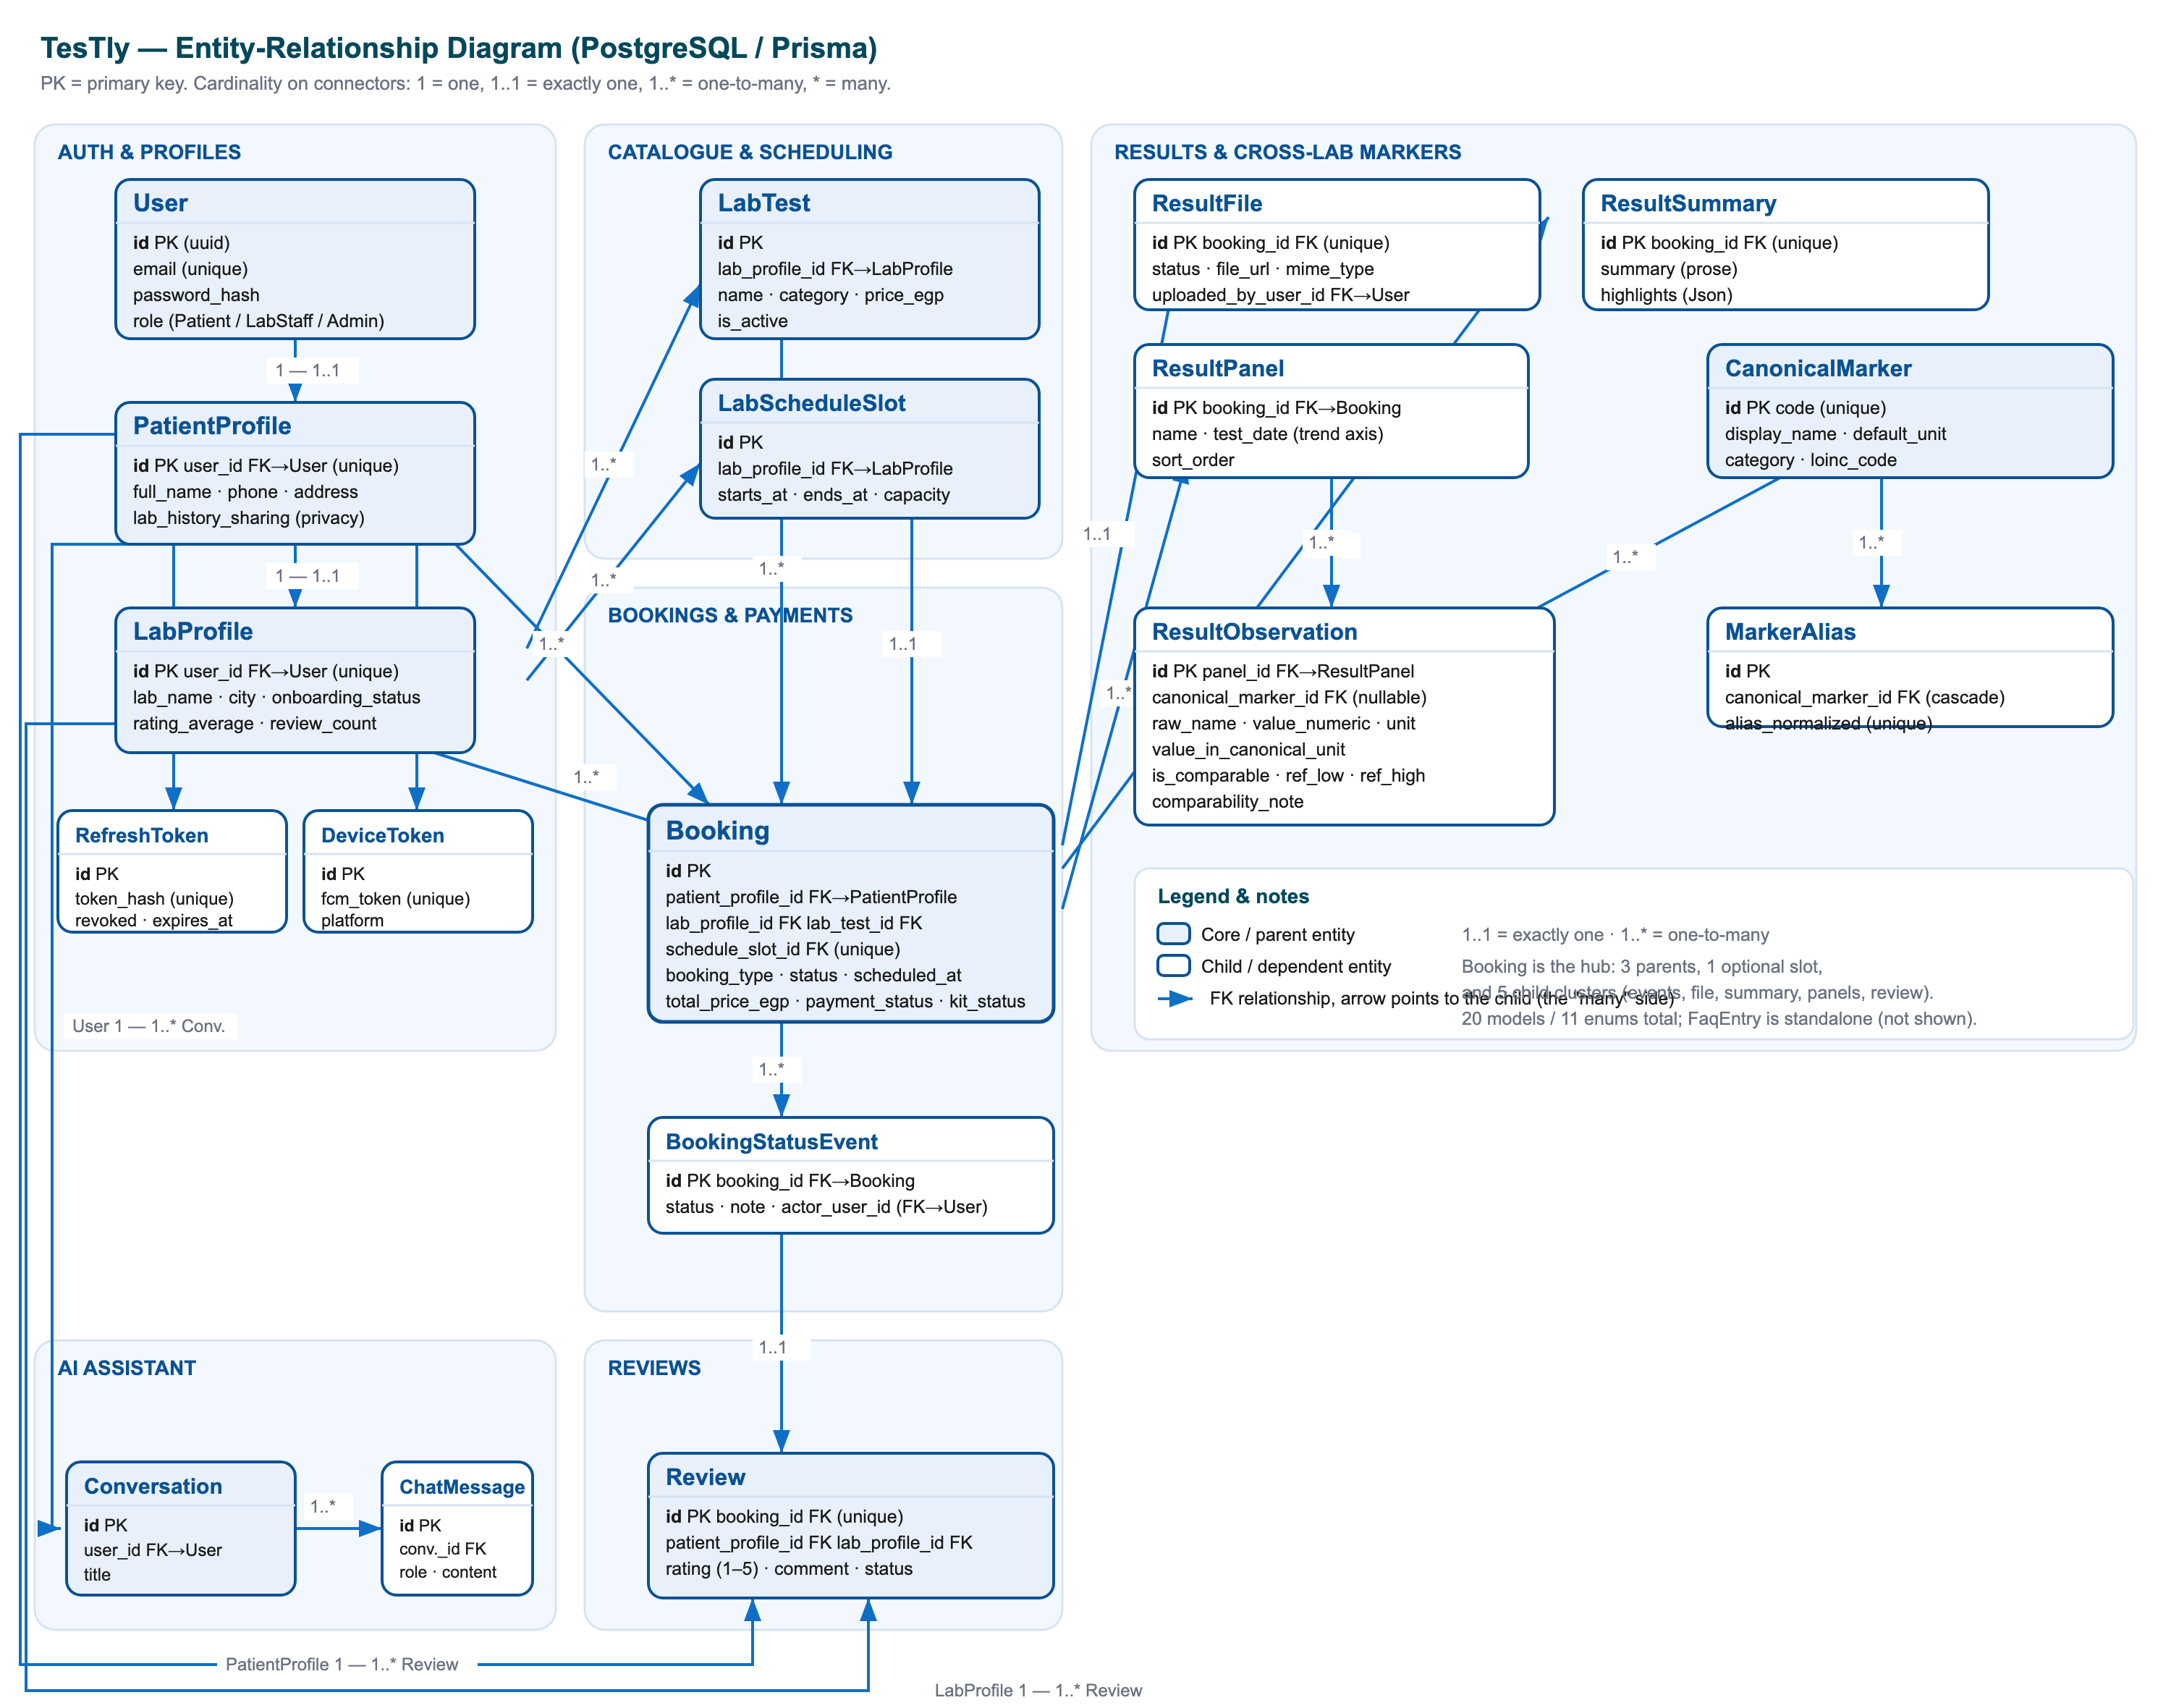 TesTly — Entity-Relationship Diagram (PostgreSQL / Prisma)
PK = primary key. Cardinality on connectors: 1 = one, 1..1 = exactly one, 1..* = one-to-many, * = many.
AUTH & PROFILES
User
id PK (uuid)
email (unique)
password_hash
role (Patient / LabStaff / Admin)
1 — 1..1
PatientProfile
id PK user_id FK→User (unique)
full_name · phone · address
lab_history_sharing (privacy)
1 — 1..1
LabProfile
id PK user_id FK→User (unique)
lab_name · city · onboarding_status
rating_average · review_count
RefreshToken
id PK
token_hash (unique)
revoked · expires_at
DeviceToken
id PK
fcm_token (unique)
platform
User 1 — 1..* Conv.
CATALOGUE & SCHEDULING
LabTest
id PK
lab_profile_id FK→LabProfile
name · category · price_egp
is_active
LabScheduleSlot
id PK
lab_profile_id FK→LabProfile
starts_at · ends_at · capacity
1..*
1..*
1..*
1..*
1..*
1..1
BOOKINGS & PAYMENTS
Booking
id PK
patient_profile_id FK→PatientProfile
lab_profile_id FK lab_test_id FK
schedule_slot_id FK (unique)
booking_type · status · scheduled_at
total_price_egp · payment_status · kit_status
1..*
BookingStatusEvent
id PK booking_id FK→Booking
status · note · actor_user_id (FK→User)
1..1
RESULTS & CROSS-LAB MARKERS
ResultFile
id PK booking_id FK (unique)
status · file_url · mime_type
uploaded_by_user_id FK→User
ResultSummary
id PK booking_id FK (unique)
summary (prose)
highlights (Json)
ResultPanel
id PK booking_id FK→Booking
name · test_date (trend axis)
sort_order
CanonicalMarker
id PK code (unique)
display_name · default_unit
category · loinc_code
1..1
1..*
1..*
1..*
1..*
ResultObservation
id PK panel_id FK→ResultPanel
canonical_marker_id FK (nullable)
raw_name · value_numeric · unit
value_in_canonical_unit
is_comparable · ref_low · ref_high
comparability_note
MarkerAlias
id PK
canonical_marker_id FK (cascade)
alias_normalized (unique)
Legend & notes
Core / parent entity
Child / dependent entity
FK relationship, arrow points to the child (the "many" side)
1..1 = exactly one · 1..* = one-to-many
Booking is the hub: 3 parents, 1 optional slot,
and 5 child clusters (events, file, summary, panels, review).
20 models / 11 enums total; FaqEntry is standalone (not shown).
AI ASSISTANT
Conversation
id PK
user_id FK→User
title
1..*
ChatMessage
id PK
conv._id FK
role · content
REVIEWS
Review
id PK booking_id FK (unique)
patient_profile_id FK lab_profile_id FK
rating (1–5) · comment · status
PatientProfile 1 — 1..* Review
LabProfile 1 — 1..* Review